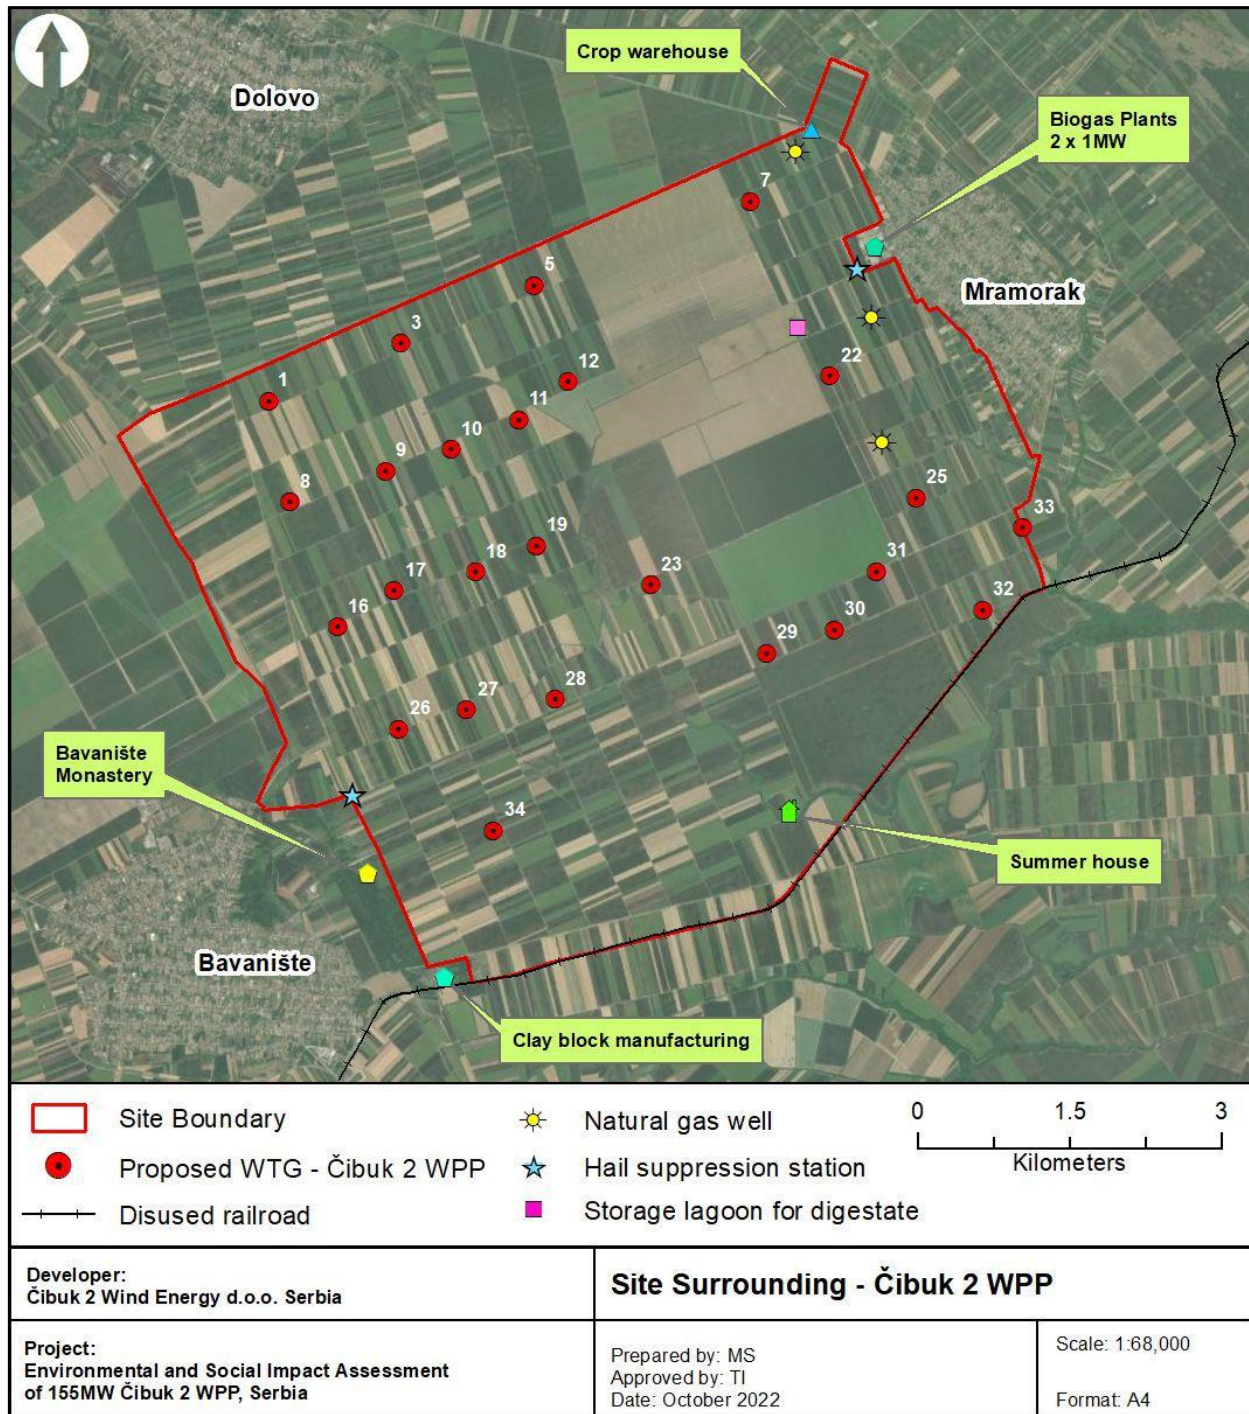 Crop warehouse
Dolovo
Biogas Plants
2 x 1MW
7
5
Mramorak
3
12
22
1
11
10
9
25
8
33
19
18
31
23
17
32
30
16
29
28
27
26
Bavanište
Monastery
34
Summer house
Bavanište
Clay block manufacturing
Site Boundary
Proposed WTG - Čibuk 2 WPP
Disused railroad
Natural gas well
Hail suppression station
Storage lagoon for digestate
0 1.5 3
Kilometers
Developer:
Čibuk 2 Wind Energy d.o.o. Serbia
Site Surrounding - Čibuk 2 WPP
Project:
Environmental and Social Impact Assessment
of 155MW Čibuk 2 WPP, Serbia
Prepared by: MS
Approved by: TI
Date: October 2022
Scale: 1:68,000
Format: A4